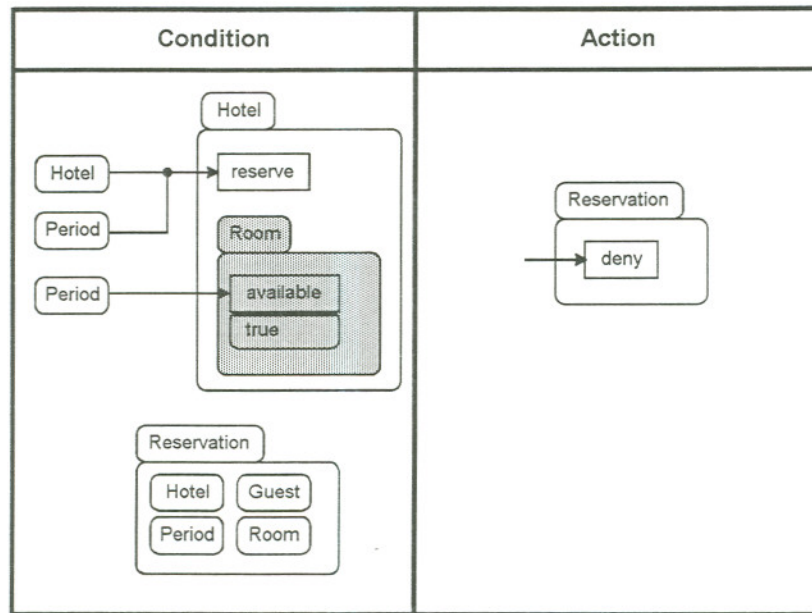 Condition
Action
Hotel
Hotel
reserve
Period
Room
Period
available
true
Reservation
Hotel Guest
Period Room
Reservation
deny